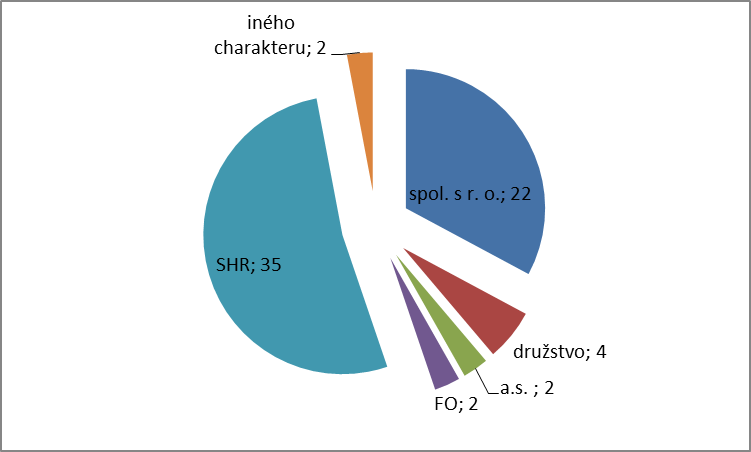 iného
charakteru; 2
spol. s r. o.; 22
SHR; 35
družstvo; 4
a.s. ; 2
FO; 2